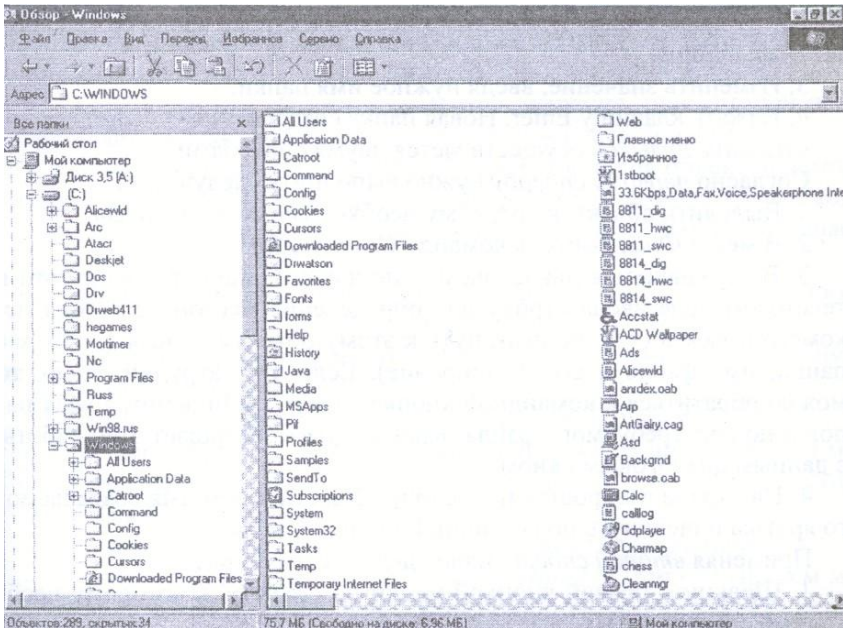 Обзор - Windows
Файл Правка Вид Переход Избранное Сервис Справка
Адрес C:\WINDOWS
Все папки
Рабочий стол
Мой компьютер
Диск 3,5 (A:)
(C:)
Alicewld
Arc
Ataci
Deskjet
Dos
Drv
Drweb411
hegames
Mortimer
Nc
Program Files
Russ
Temp
Win98.rus
Windows
All Users
Application Data
Catroot
Command
Config
Cookies
Cursors
Downloaded Program Files
All Users
Application Data
Catroot
Command
Config
Cookies
Cursors
Downloaded Program Files
Drwatson
Favorites
Fonts
forms
Help
History
Java
Media
MSApps
Pif
Profiles
Samples
SendTo
Subscriptions
System
System32
Tasks
Temp
Temporary Internet Files
Web
Главное меню
Избранное
1stboot
33.6Kbps,Data,Fax,Voice,Speakerphone Inte
8811_dig
8811_hwc
8811_swc
8814_dig
8814_hwc
8814_swc
Accstat
ACD Wallpaper
Ads
Alicewld
anrdex.oab
Arp
ArtGalry.cag
Asd
Backgrnd
browse.oab
Calc
calllog
Cdplayer
Charmap
chess
Cleanmgr
Объектов:289, скрытых:34
75.7 МБ (Свободно на диске: 6,96 МБ)
Мой компьютер